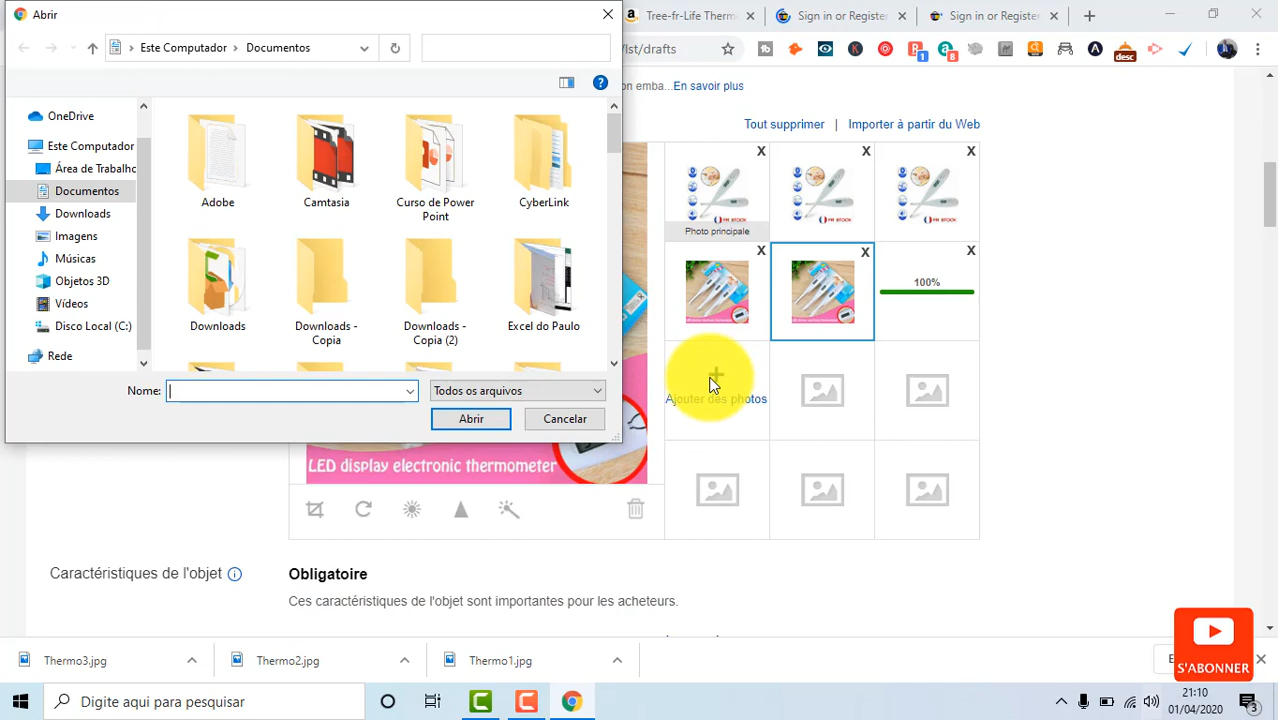 Abrir
Tree-fr-Life Therm
Sign in or Register
Sign in or Register
Este Computador
Documentos
/lst/drafts
1
8
desc
on emba...En savoir plus
OneDrive
Este Computador
Área de Trabalho
Documentos
Downloads
Imagens
Músicas
Objetos 3D
Vídeos
Disco Local (C:)
Rede
Adobe
Camtasia
Curso de Power Point
CyberLink
Downloads
Downloads - Copia
Downloads - Copia (2)
Excel do Paulo
Nome:
Todos os arquivos
Abrir
Cancelar
Tout supprimer | Importer à partir du Web
X
X
X
Photo principale
X
X
X
100%
Ajouter des photos
LED display electronic thermometer
Caractéristiques de l'objet
Obligatoire
Ces caractéristiques de l'objet sont importantes pour les acheteurs.
S'ABONNER
Thermo3.jpg
Thermo2.jpg
Thermo1.jpg
E
Digite aqui para pesquisar
21:10
01/04/2020
3